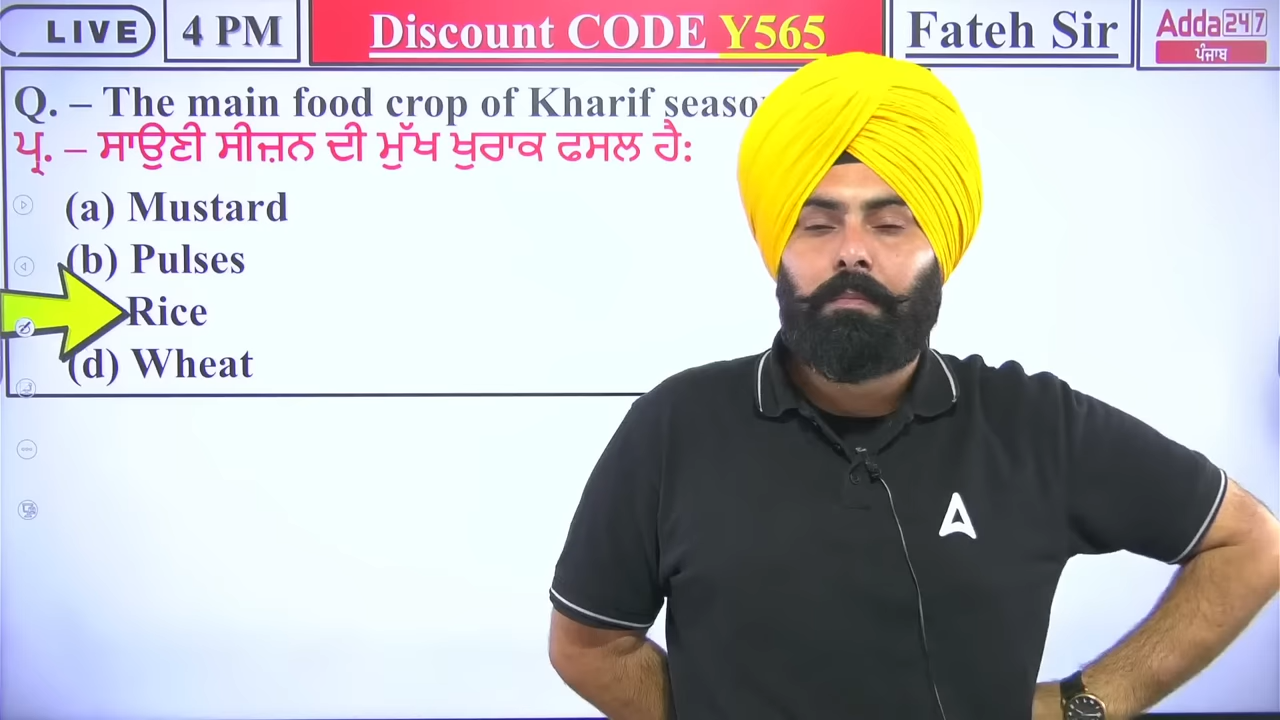 LIVE
4 PM
Discount CODE Y565
Fateh Sir
Adda247
ਪੰਜਾਬ
Q. – The main food crop of Kharif
ਪ੍ਰ. – ਸਾਉਣੀ ਸੀਜ਼ਨ ਦੀ ਮੁੱਖ ਖੁਰਾਕ ਫਸਲ ਹੈ:
(a) Mustard
(b) Pulses
Rice
(d) Wheat